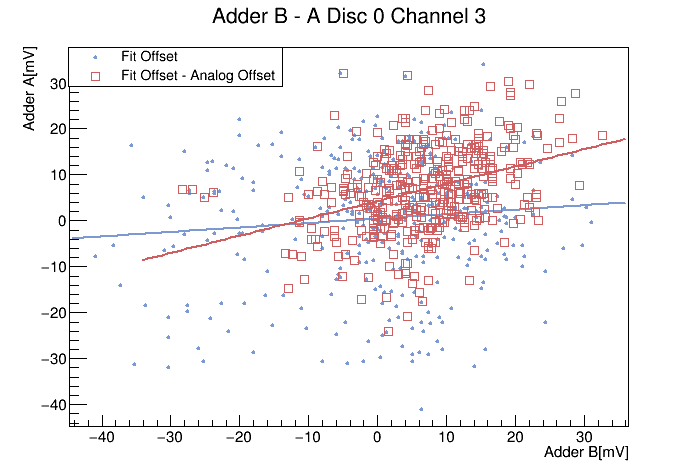 Adder B - A Disc 0 Channel 3
Adder A[mV]
Fit Offset
Fit Offset - Analog Offset
30
20
10
0
−10
−20
−30
−40
−40 −30 −20 −10 0 10 20 30
Adder B[mV]